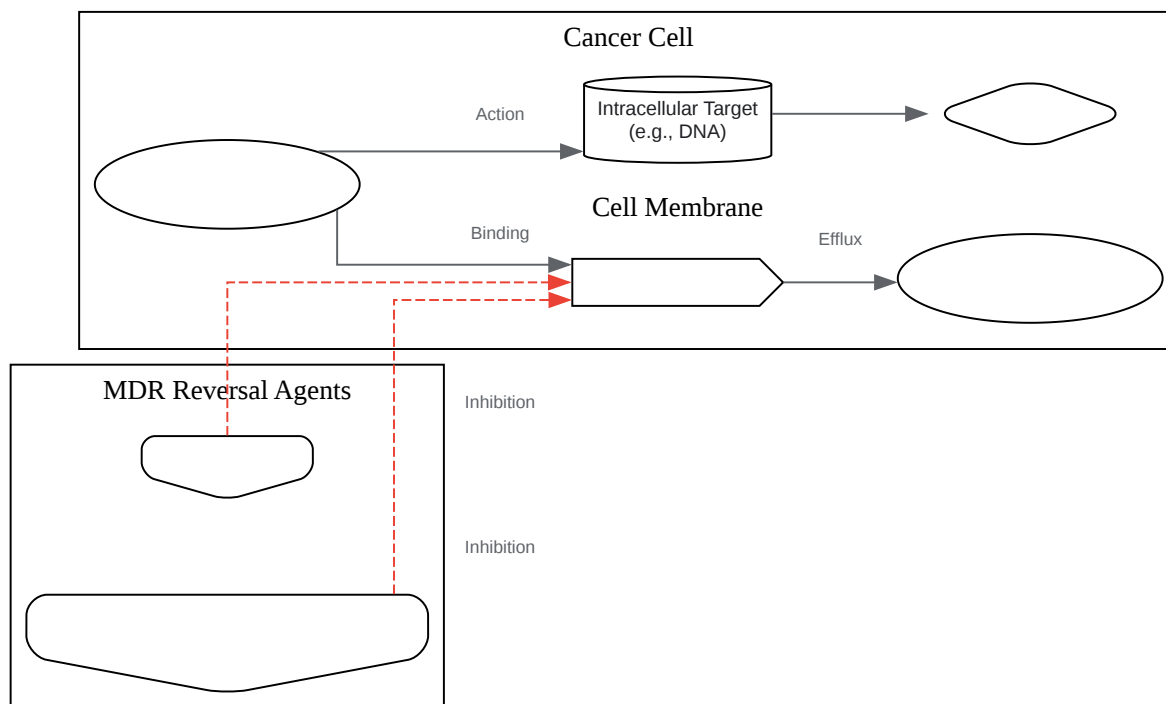 Cancer Cell
Action
Intracellular Target
(e.g., DNA)
Cell Membrane
Binding
Efflux
MDR Reversal Agents
Inhibition
Inhibition